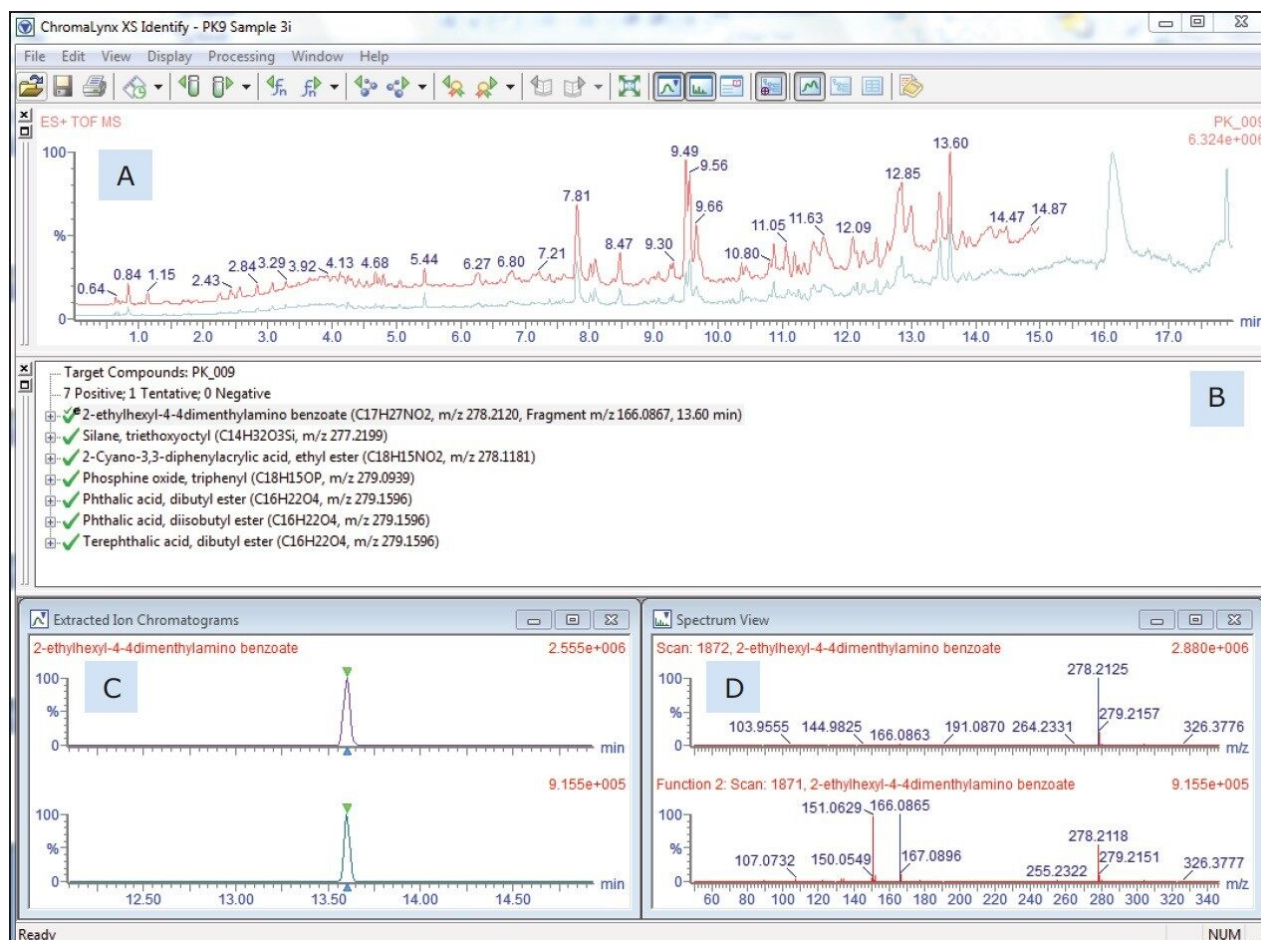 ChromaLynx XS Identify - PK9 Sample 3i
File Edit View Display Processing Window Help
ES+ TOF MS
PK_009
6.324e+006
A
100
%
0
0.64
0.84
1.15
2.43
2.84
3.29
3.92
4.13
4.68
5.44
6.27
6.80
7.21
7.81
8.47
9.30
9.49
9.56
9.66
10.80
11.05
11.63
12.09
12.85
13.60
14.47
14.87
1.0 2.0 3.0 4.0 5.0 6.0 7.0 8.0 9.0 10.0 11.0 12.0 13.0 14.0 15.0 16.0 17.0
min
Target Compounds: PK_009
7 Positive; 1 Tentative; 0 Negative
B
e 2-ethylhexyl-4-4dimenthylamino benzoate (C17H27NO2, m/z 278.2120, Fragment m/z 166.0867, 13.60 min)
Silane, triethoxyoctyl (C14H32O3Si, m/z 277.2199)
2-Cyano-3,3-diphenylacrylic acid, ethyl ester (C18H15NO2, m/z 278.1181)
Phosphine oxide, triphenyl (C18H15OP, m/z 279.0939)
Phthalic acid, dibutyl ester (C16H22O4, m/z 279.1596)
Phthalic acid, diisobutyl ester (C16H22O4, m/z 279.1596)
Terephthalic acid, dibutyl ester (C16H22O4, m/z 279.1596)
Extracted Ion Chromatograms
2-ethylhexyl-4-4dimenthylamino benzoate 2.555e+006
C
100
%
0
min
9.155e+005
100
%
0
min
12.50 13.00 13.50 14.00 14.50
Spectrum View
Scan: 1872, 2-ethylhexyl-4-4dimenthylamino benzoate 2.880e+006
D
100
%
0
103.9555
144.9825
166.0863
191.0870
264.2331
278.2125
279.2157
326.3776
m/z
Function 2: Scan: 1871, 2-ethylhexyl-4-4dimenthylamino benzoate 9.155e+005
100
%
0
107.0732
150.0549
151.0629
166.0865
167.0896
255.2322
278.2118
279.2151
326.3777
m/z
60 80 100 120 140 160 180 200 220 240 260 280 300 320 340
Ready
NUM